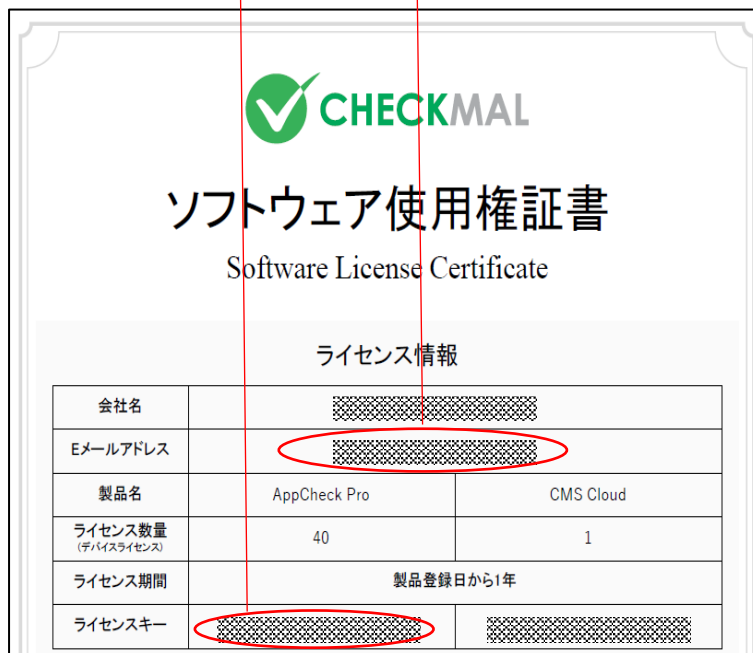 CHECKMAL
ソフトウェア使用権証書
Software License Certificate
ライセンス情報
会社名
Eメールアドレス
製品名 AppCheck Pro CMS Cloud
ライセンス数量
(デバイスライセンス) 40 1
ライセンス期間 製品登録日から1年
ライセンスキー